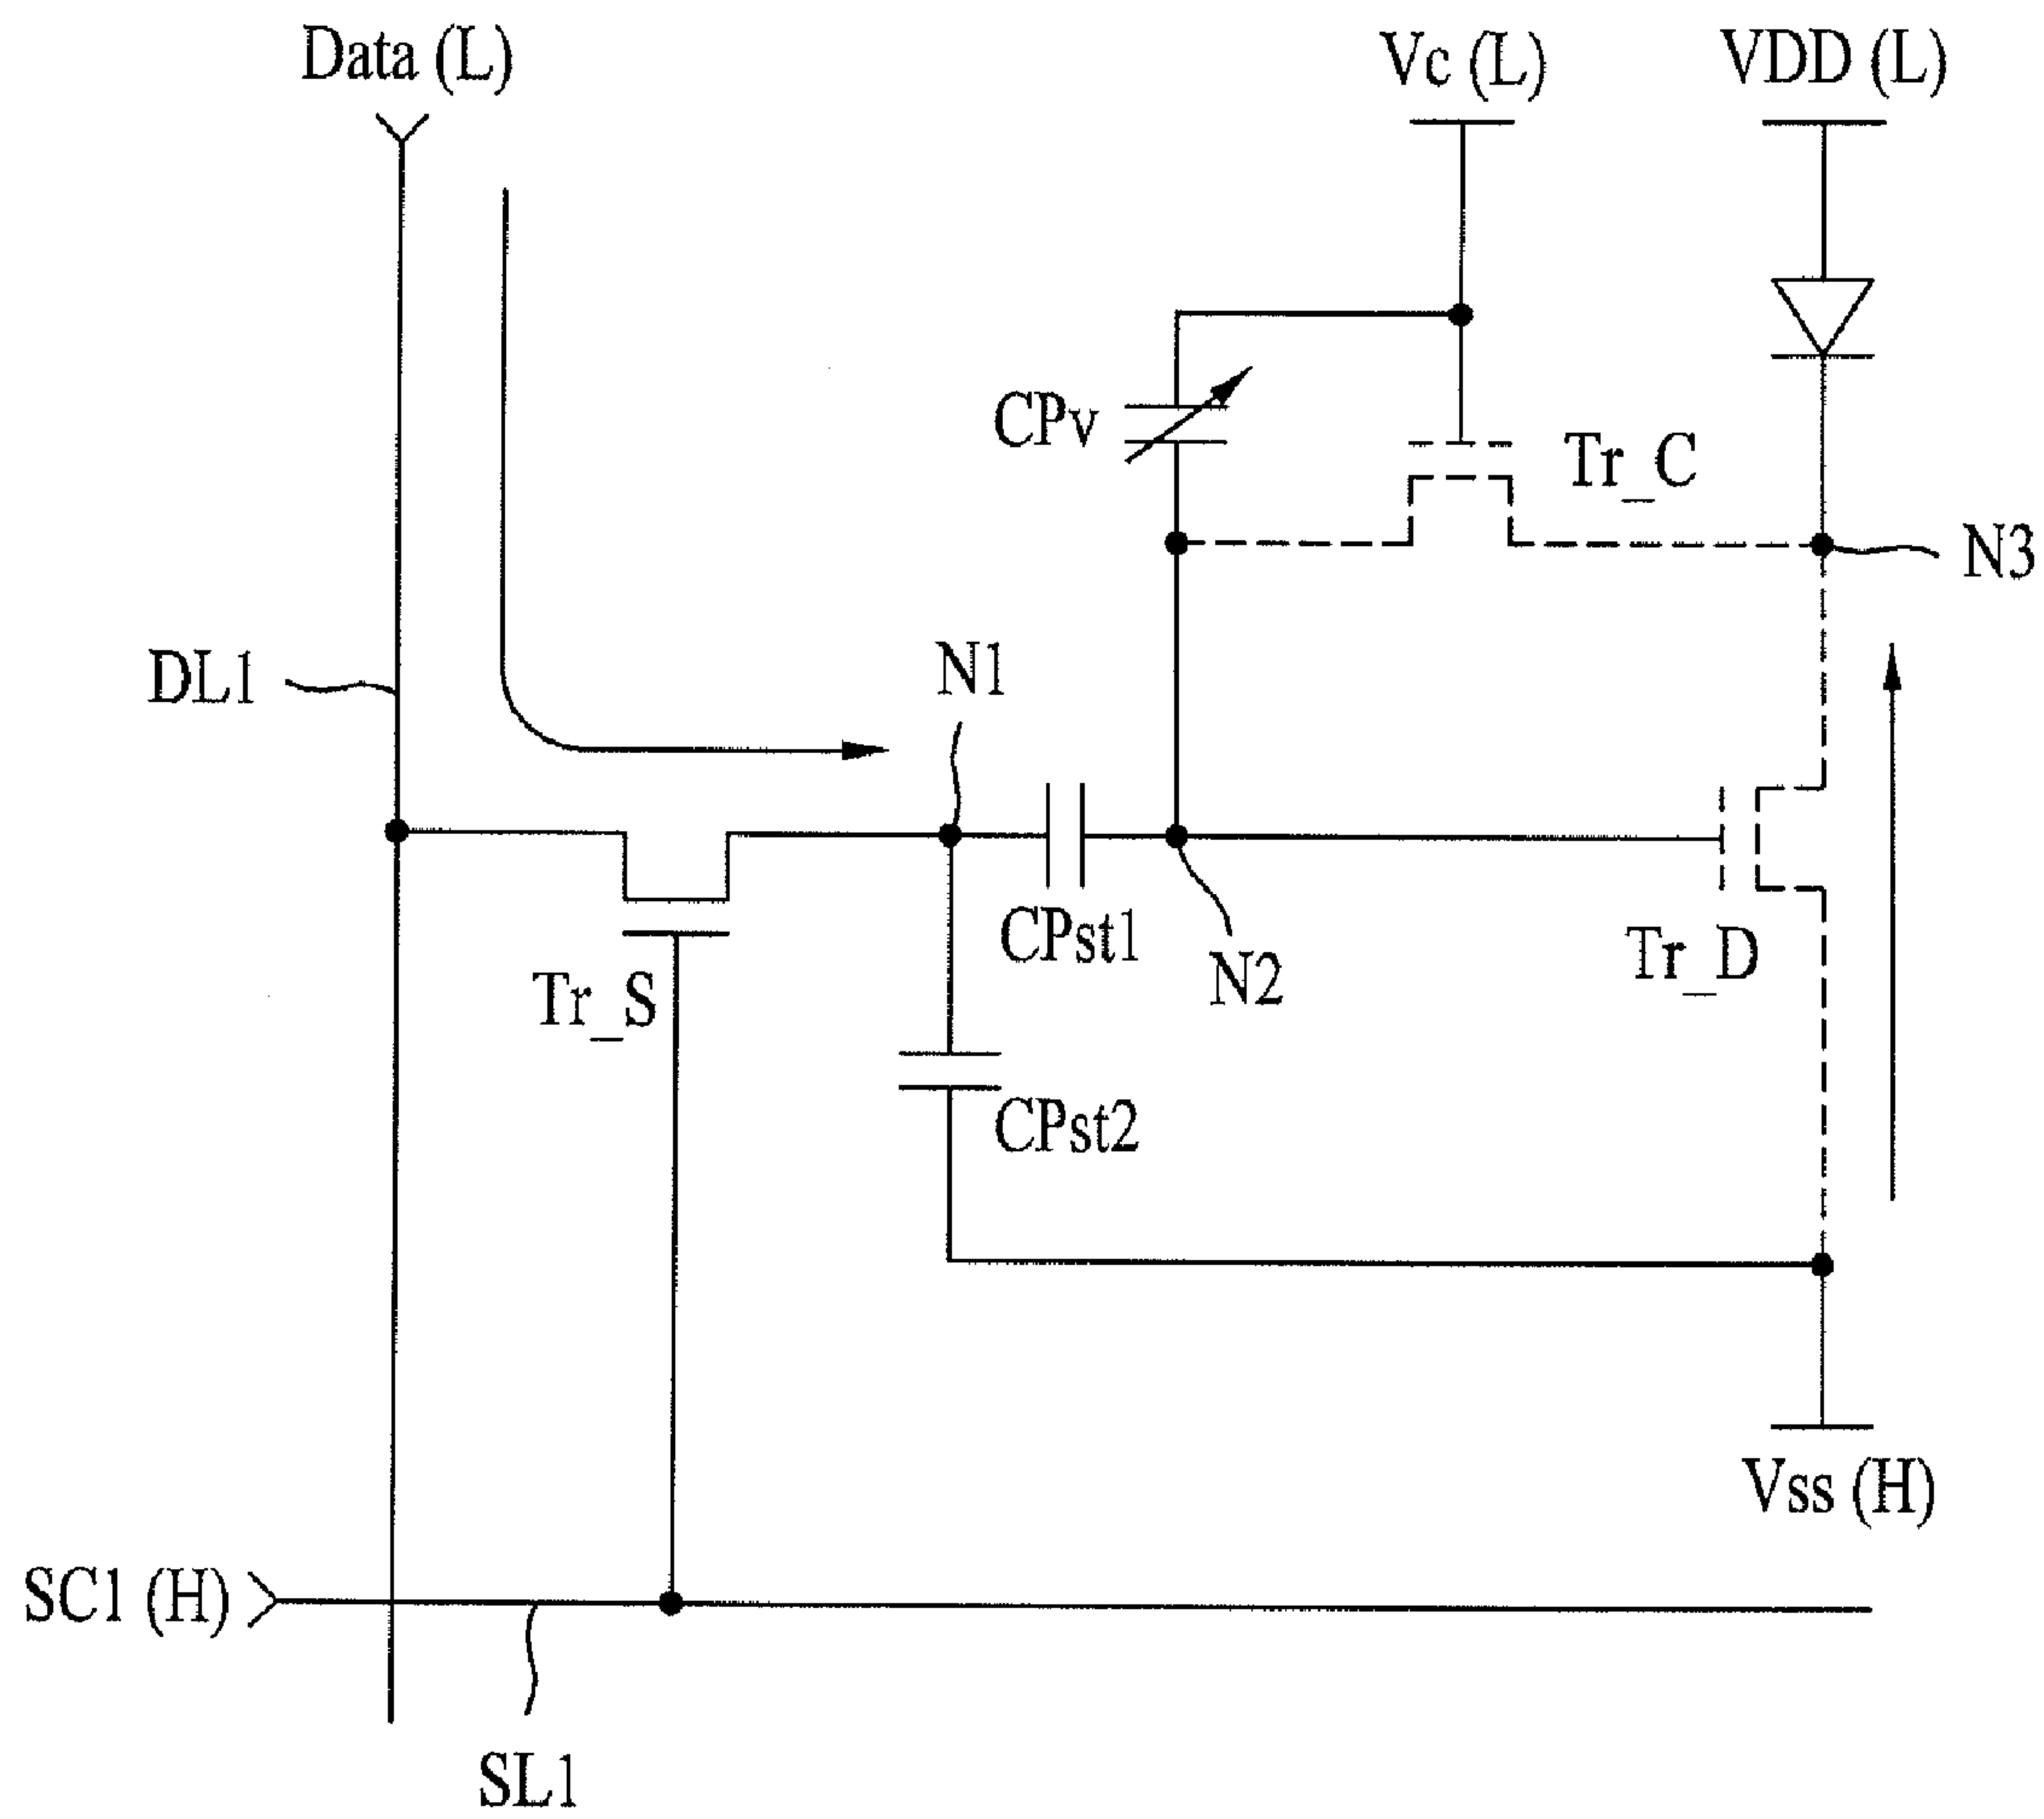 Data (L)
Vc (L)
VDD (L)
CPv
Tr_C
N3
DL1
N1
CPst1
N2
Tr_D
Tr_S
CPst2
Vss (H)
SC1 (H)
SL1